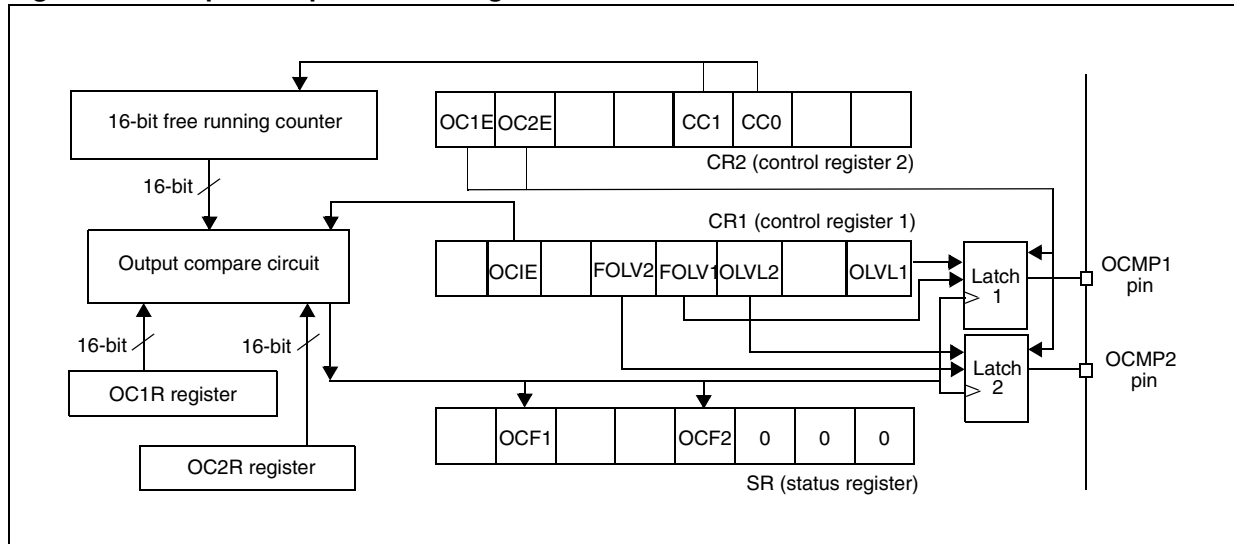 16-bit free running counter
OC1E OC2E CC1 CC0
CR2 (control register 2)
16-bit
CR1 (control register 1)
Output compare circuit
OCIE FOLV2 FOLV1 OLVL2 OLVL1
Latch
1
OCMP1
pin
16-bit
16-bit
Latch
2
OCMP2
pin
OC1R register
OCF1 OCF2 0 0 0
OC2R register
SR (status register)